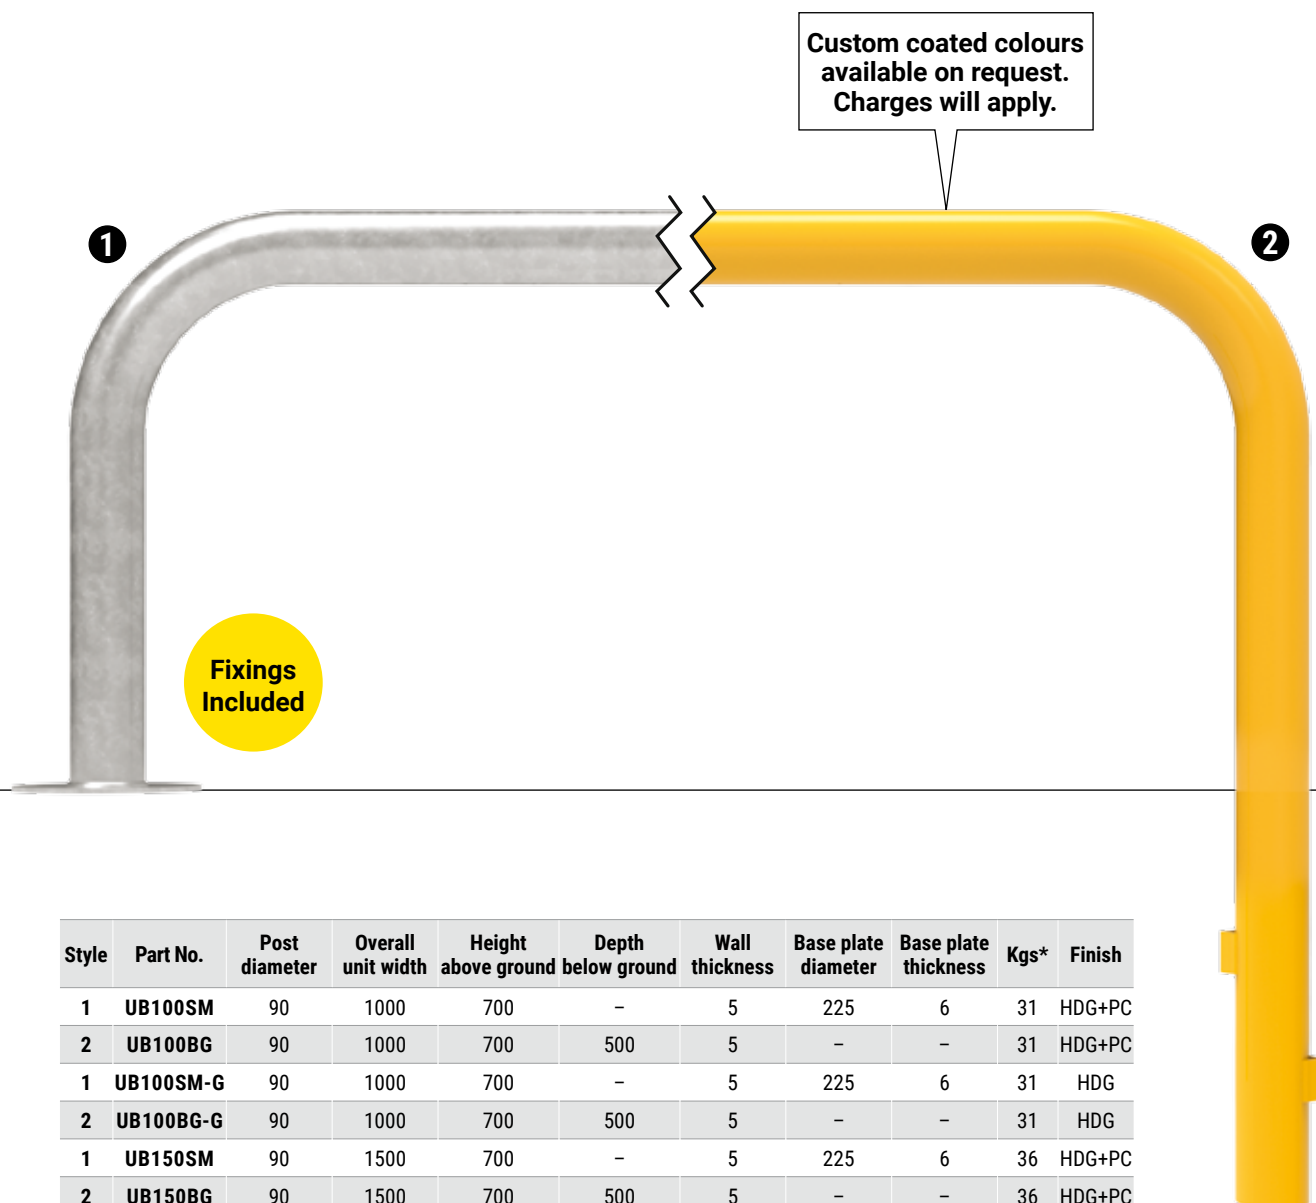 Custom coated colours
available on request.
Charges will apply.
1
2
Fixings
Included
Style Part No. Post diameter Overall unit width Height above ground Depth below ground Wall thickness Base plate diameter Base plate thickness Kgs* Finish
1 UB100SM 90 1000 700 – 5 225 6 31 HDG+PC
2 UB100BG 90 1000 700 500 5 – – 31 HDG+PC
1 UB100SM-G 90 1000 700 – 5 225 6 31 HDG
2 UB100BG-G 90 1000 700 500 5 – – 31 HDG
1 UB150SM 90 1500 700 – 5 225 6 36 HDG+PC
2 UB150BG 90 1500 700 500 5 – – 36 HDG+PC